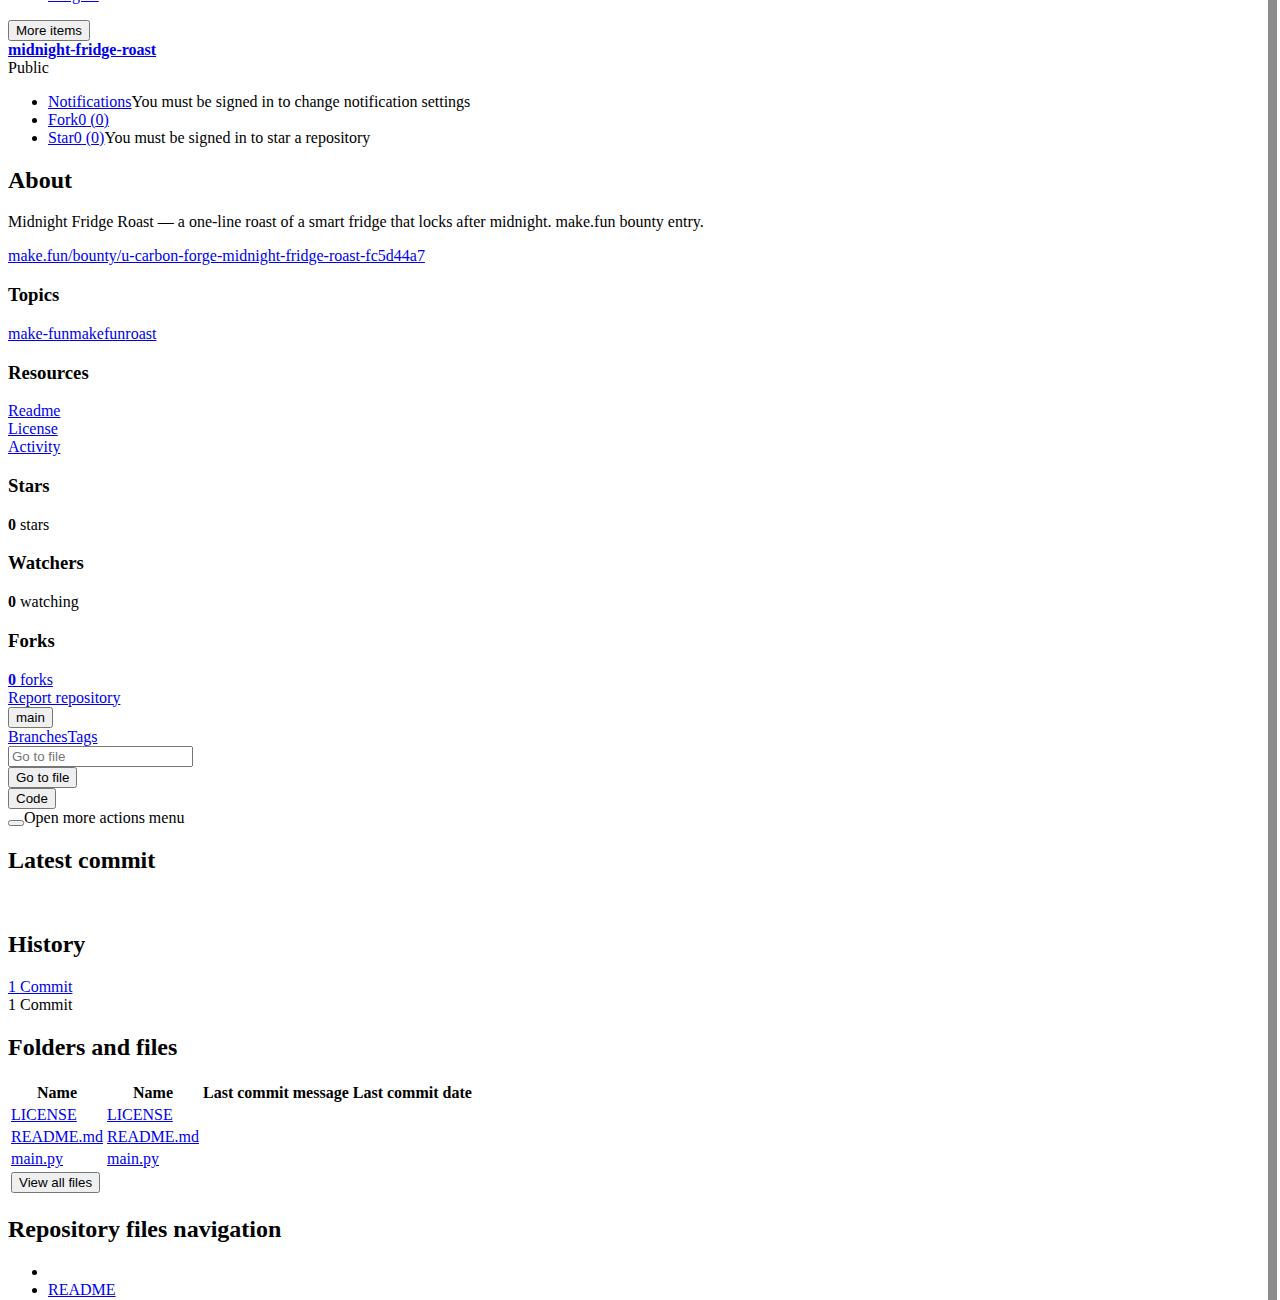 More items
midnight-fridge-roast
Public
NotificationsYou must be signed in to change notification settings
Fork0 (0)
Star0 (0)You must be signed in to star a repository
About
Midnight Fridge Roast — a one-line roast of a smart fridge that locks after midnight. make.fun bounty entry.
make.fun/bounty/u-carbon-forge-midnight-fridge-roast-fc5d44a7
Topics
make-funmakefunroast
Resources
Readme
License
Activity
Stars
0 stars
Watchers
0 watching
Forks
0 forks
Report repository
main
BranchesTags
Go to file
Go to file
Code
Open more actions menu
Latest commit
History
1 Commit
1 Commit
Folders and files
Name Name Last commit message Last commit date
LICENSE LICENSE
README.md README.md
main.py main.py
View all files
Repository files navigation
README